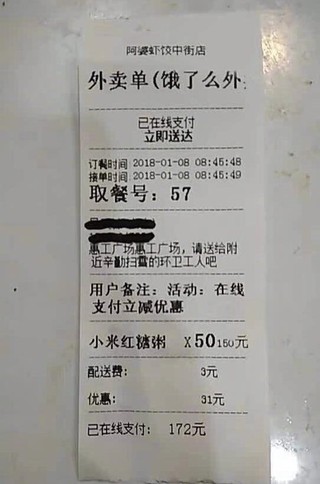 阿婆虾饺中街店
外卖单(饿了么外
已在线支付
立即送达
订餐时间:2018-01-08 08:45:48
接单时间:2018-01-08 08:45:49
取餐号：57
惠工广场惠工广场，请送给附
近辛勤扫雪的环卫工人吧
用户备注：活动：在线
支付立减优惠
小米红糖粥 X50 150元
配送费： 3元
优惠： 31元
已在线支付： 172元